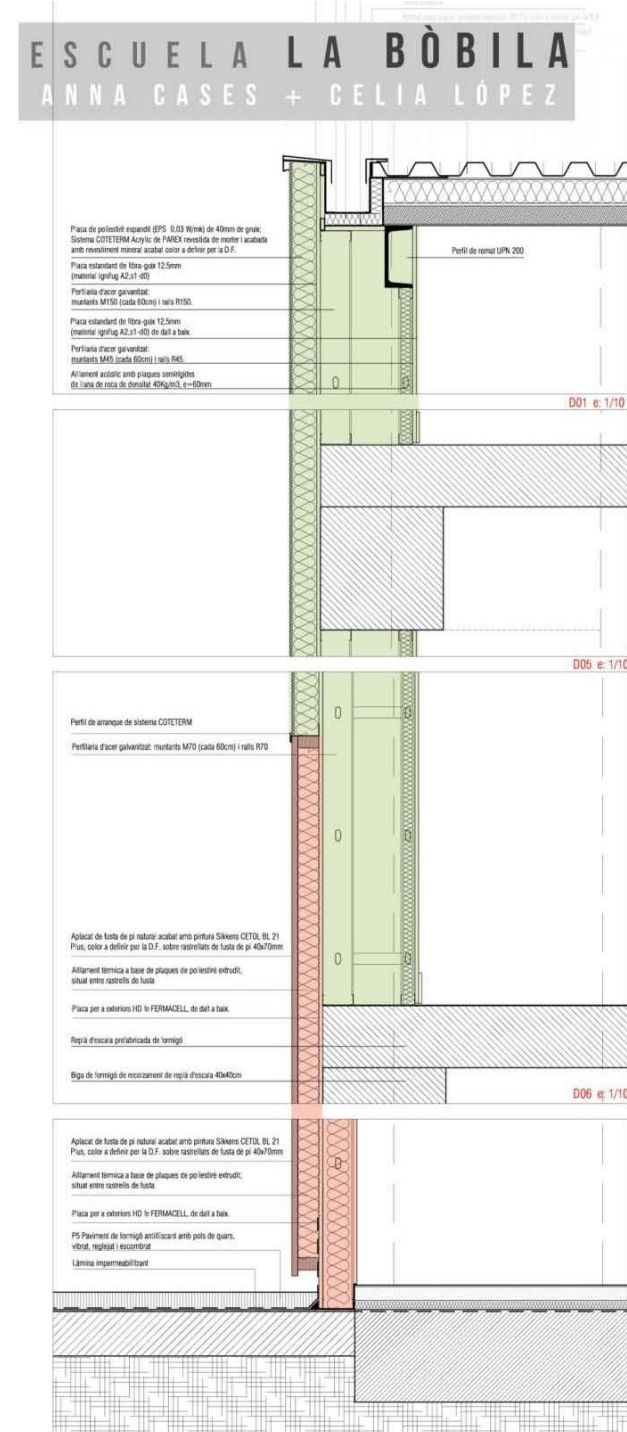 ESCUELA LA BÒBILA
ANNA CASES + CELIA LÓPEZ
Placa de poliestiré espandit (EPS 0,03 W/mk) de 40mm de gruix.
Sistema COTETERM Acrylic de PAREX revestida de morter i acabada
amb revestiment mineral acabat color a definir per la D.F.
Placa estandard de fibra-guix 12,5mm
(material ignífug A2,s1-d0)
Perfilaria d'acer galvanitzat:
muntants M150 (cada 60cm) i rails R150.
Placa estandard de fibra-guix 12,5mm
(material ignífug A2,s1-d0) de dalt a baix.
Perfilaria d'acer galvanitzat:
muntants M45 (cada 60cm) i rails R45.
Aïllament acústic amb plaques semirígides
de llana de roca de densitat 40Kg/m3, e=60mm
Perfil de remat UPN 200
D01 e: 1/10
D05 e: 1/10
Perfil de arranque de sistema COTETERM
Perfilaria d'acer galvanitzat: muntants M70 (cada 60cm) i ralls R70
Aplacat de fusta de pi natural acabat amb pintura Sikkens CETOL BL 21
Plus, color a definir per la D.F. sobre rastrellats de fusta de pi 40x70mm
Aïllament tèrmica a base de plaques de poliestiré extrudit,
situat entre rastrells de fusta
Placa per a exteriors HD le FERMACELL, de dalt a baix.
Replà d'escala prefabricada de formigó
Biga de formigó de recolzament de replà d'escala 40x40cm
D06 e: 1/10
Aplacat de fusta de pi natural acabat amb pintura Sikkens CETOL BL 21
Plus, color a definir per la D.F. sobre rastrellats de fusta de pi 40x70mm
Aïllament tèrmica a base de plaques de poliestiré extrudit,
situat entre rastrells de fusta
Placa per a exteriors HD le FERMACELL, de dalt a baix.
P5 Paviment de formigó antilliscant amb pols de quars,
vibrat, reglejat i escombrat
Làmina impermeabilitzant